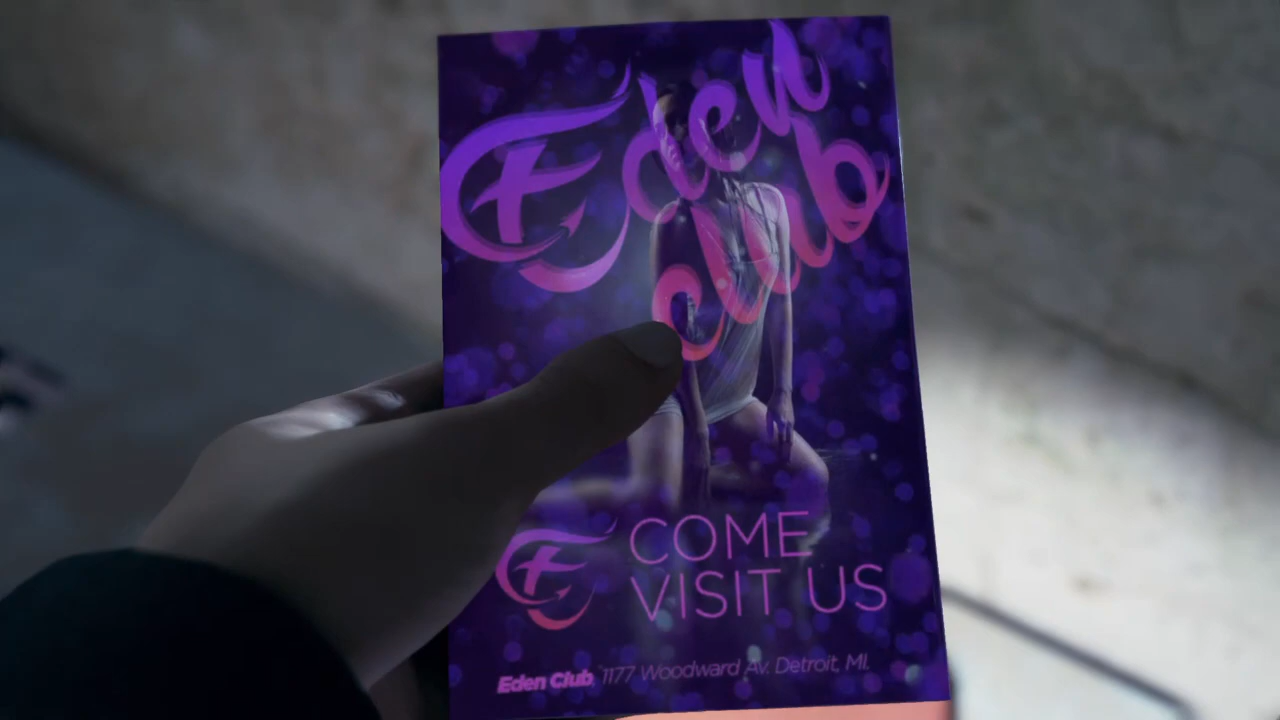 Eden
club
COME
VISIT US
Eden Club 1177 Woodward Av. Detroit, MI.